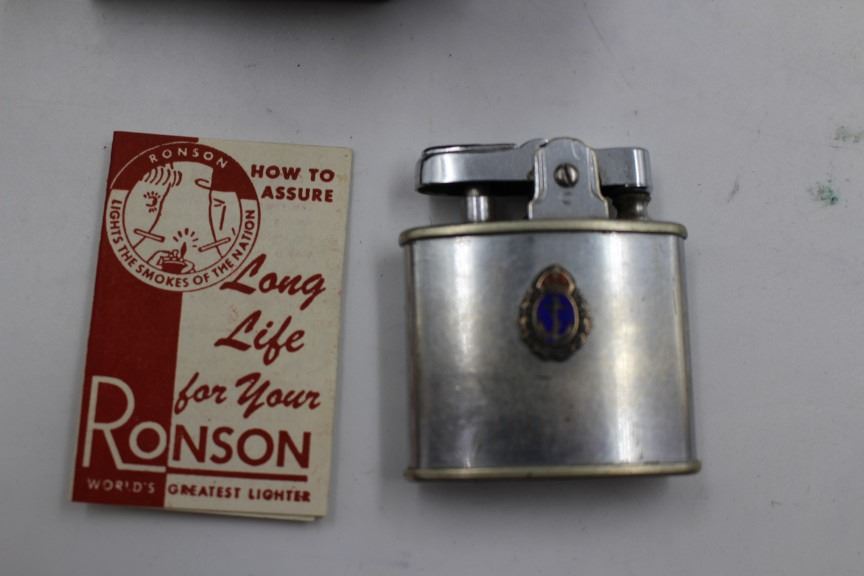 RONSON
LIGHTS THE SMOKES OF THE NATION
HOW TO
ASSURE
Long
Life
for Your
RONSON
WORLD'S GREATEST LIGHTER